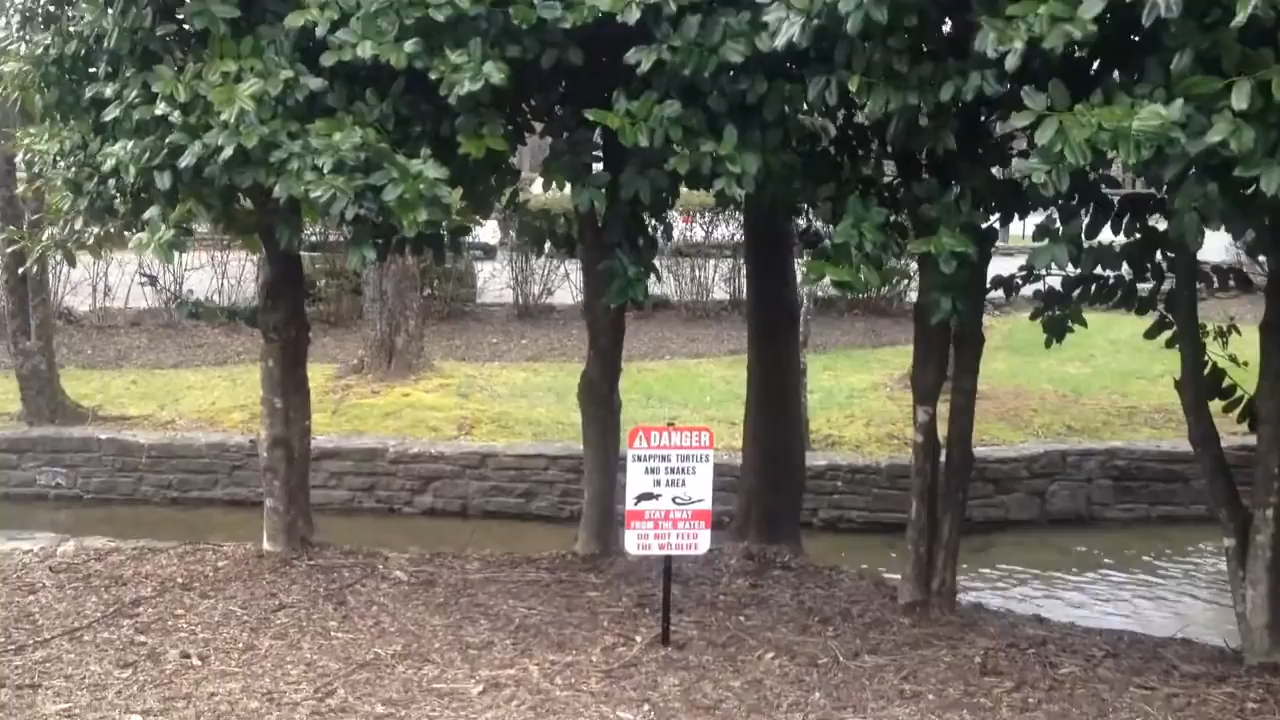 DANGER
SNAPPING TURTLES
AND SNAKES
IN AREA
STAY AWAY
FROM THE WATER
DO NOT FEED
THE WILDLIFE